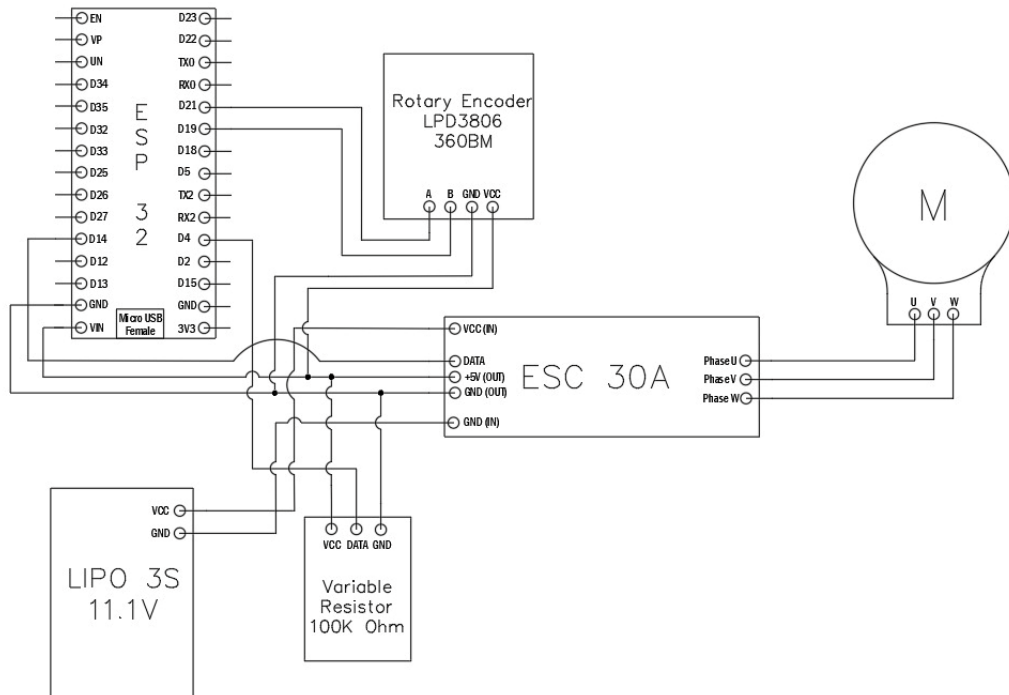 EN
VP
UN
D34
D35
D32
D33
D25
D26
D27
D14
D12
D13
GND
VIN
ESP 32
D23
D22
TX0
RX0
D21
D19
D18
D5
TX2
RX2
D4
D2
D15
GND
3V3
Micro USB
Female
Rotary Encoder
LPD3806
360BM
A B GND VCC
M
U V W
VCC (IN)
DATA
+5V (OUT)
GND (OUT)
GND (IN)
ESC 30A
Phase U
Phase V
Phase W
VCC
GND
LIPO 3S
11.1V
VCC DATA GND
Variable
Resistor
100K Ohm